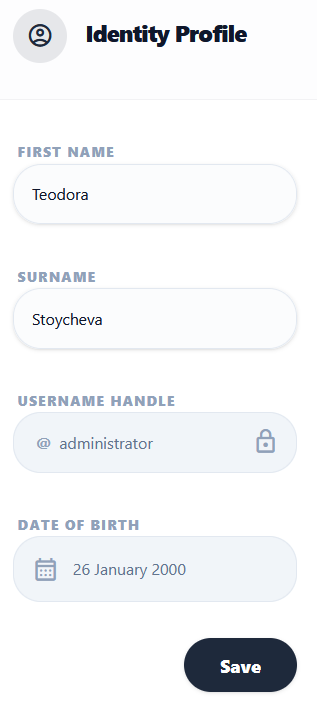 Identity Profile
FIRST NAME
Teodora
SURNAME
Stoycheva
USERNAME HANDLE
@ administrator
DATE OF BIRTH
26 January 2000
Save